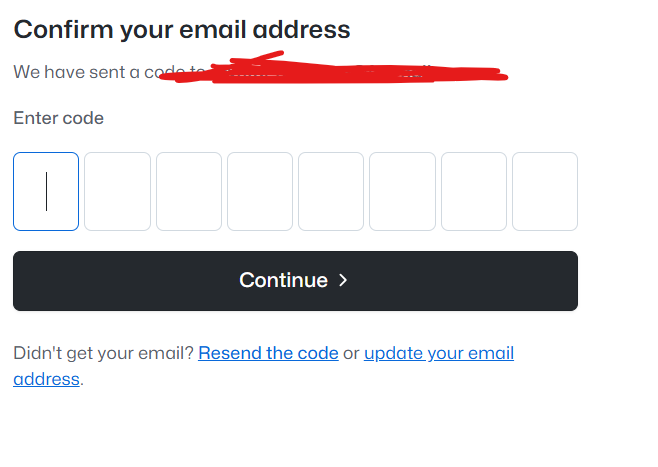 Confirm your email address
We have sent a code to
Enter code
Continue
Didn't get your email? Resend the code or update your email
address.